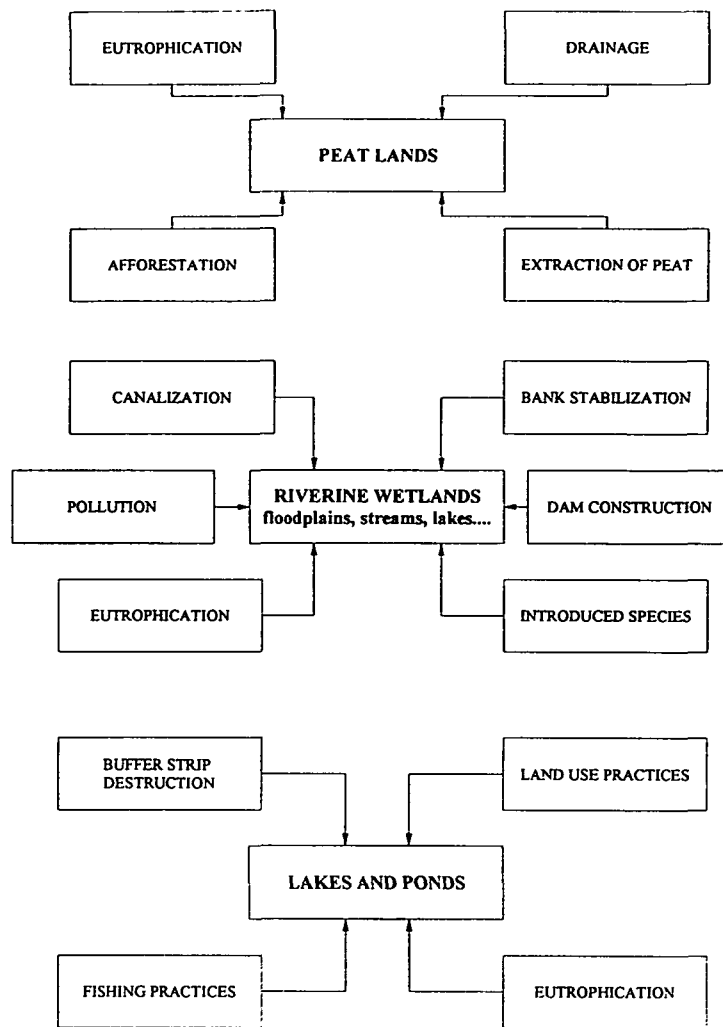 EUTROPHICATION
DRAINAGE
PEAT LANDS
AFFORESTATION
EXTRACTION OF PEAT
CANALIZATION
BANK STABILIZATION
POLLUTION
RIVERINE WETLANDS
floodplains, streams, lakes....
DAM CONSTRUCTION
EUTROPHICATION
INTRODUCED SPECIES
BUFFER STRIP
DESTRUCTION
LAND USE PRACTICES
LAKES AND PONDS
FISHING PRACTICES
EUTROPHICATION